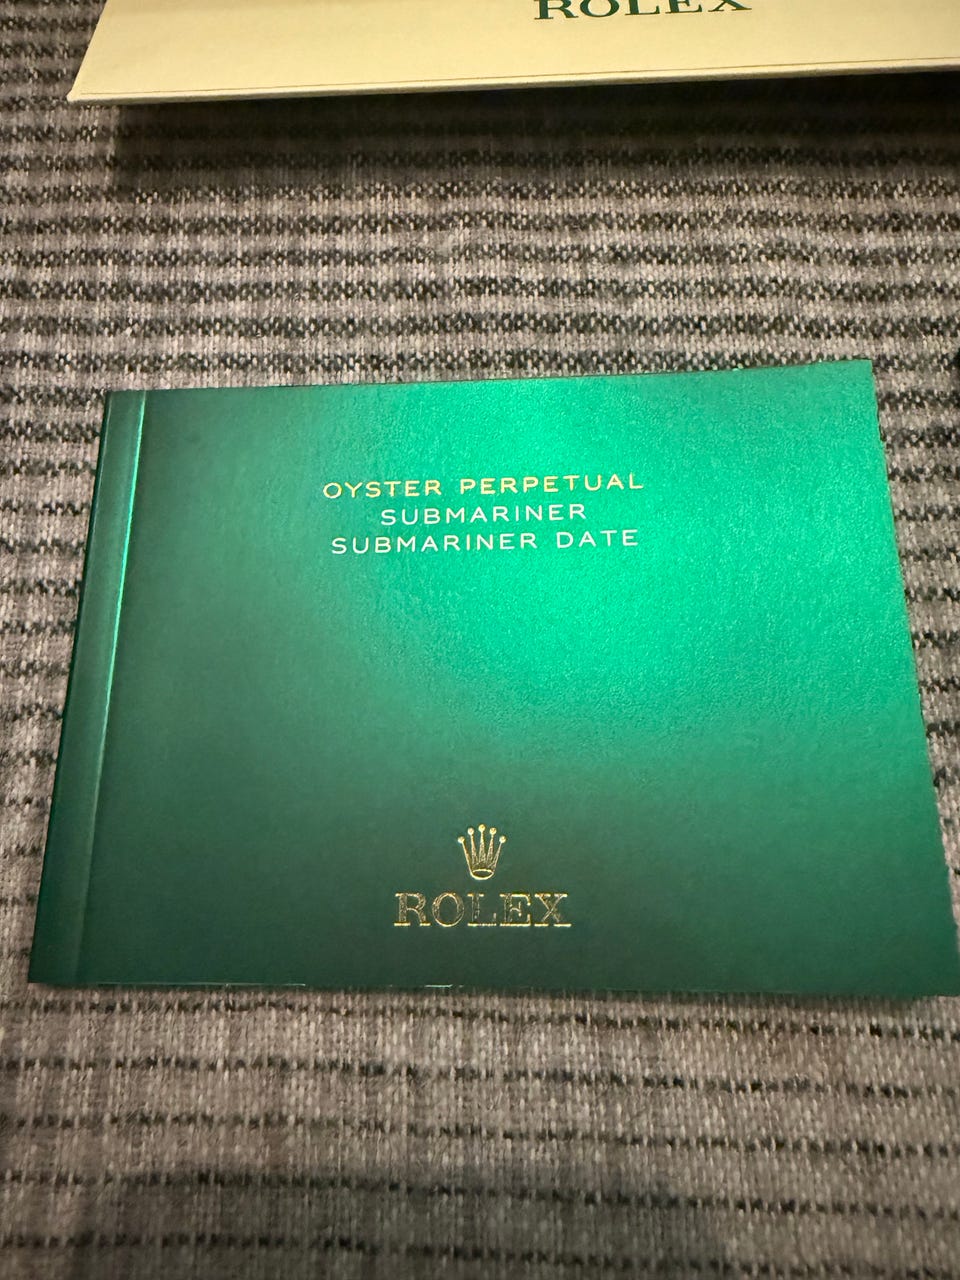 ROLEX
OYSTER PERPETUAL
SUBMARINER
SUBMARINER DATE
ROLEX